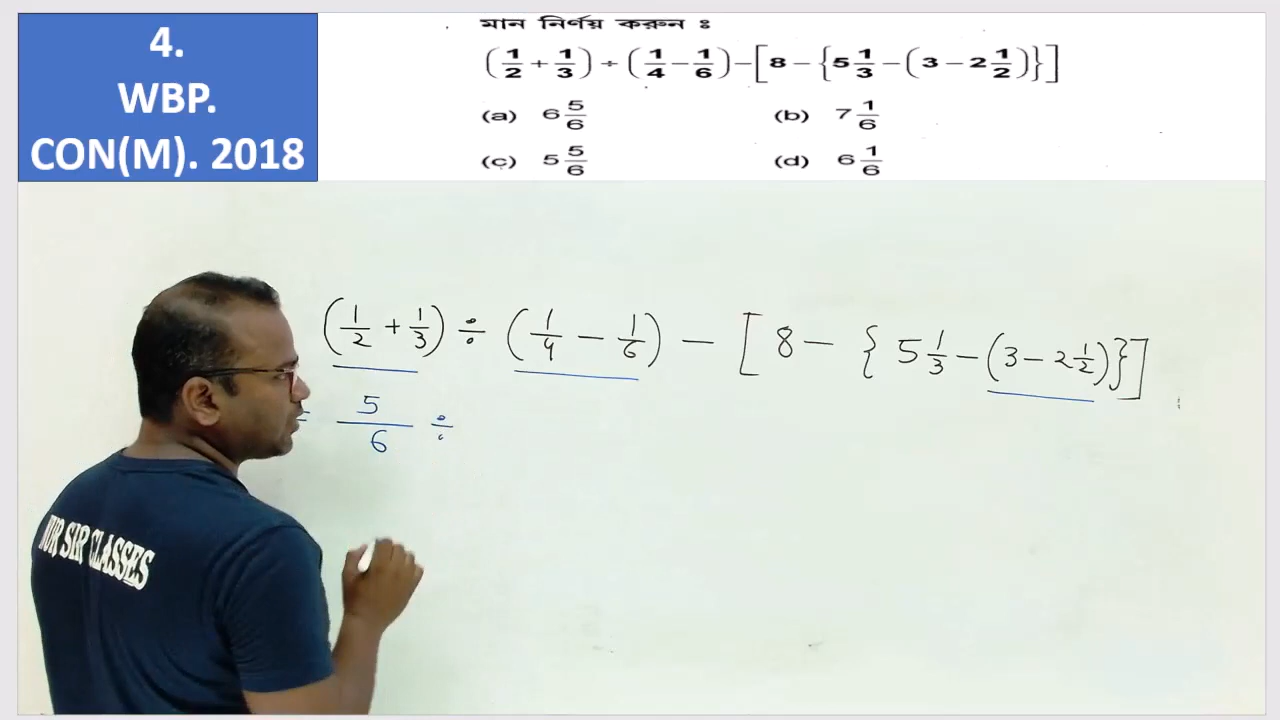 4.
WBP.
CON(M). 2018
মান নির্ণয় করুন ঃ
(1/2 + 1/3) ÷ (1/4 − 1/6) − [8 − {5 1/3 − (3 − 2 1/2)}]
(a) 6 5/6 (b) 7 1/6
(c) 5 5/6 (d) 6 1/6
(1/2 + 1/3) ÷ (1/4 − 1/6) − [8 − {5 1/3 − (3 − 2 1/2)}]
= 5/6 ÷
NUR SIR CLASSES